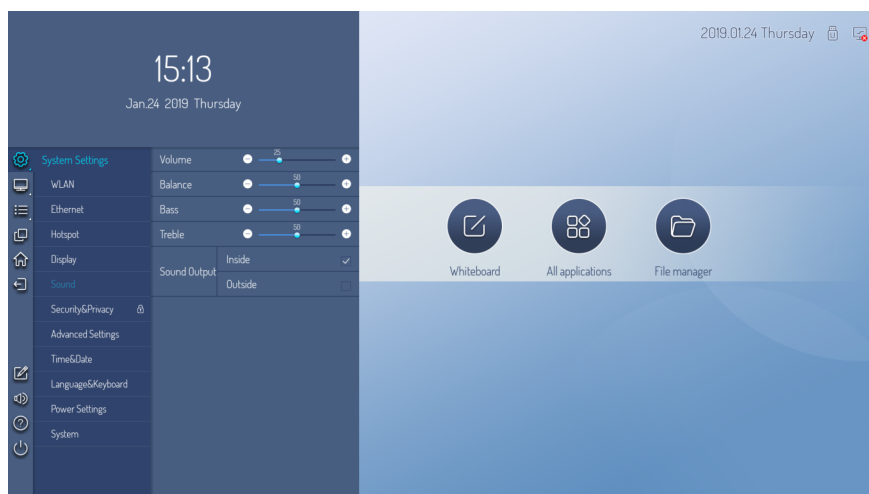 2019.01.24 Thursday
15:13
Jan.24 2019 Thursday
System Settings
WLAN
Ethernet
Hotspot
Display
Sound
Security&Privacy
Advanced Settings
Time&Date
Language&Keyboard
Power Settings
System
Volume 25
Balance 50
Bass 50
Treble 50
Sound Output
Inside
Outside
Whiteboard
All applications
File manager